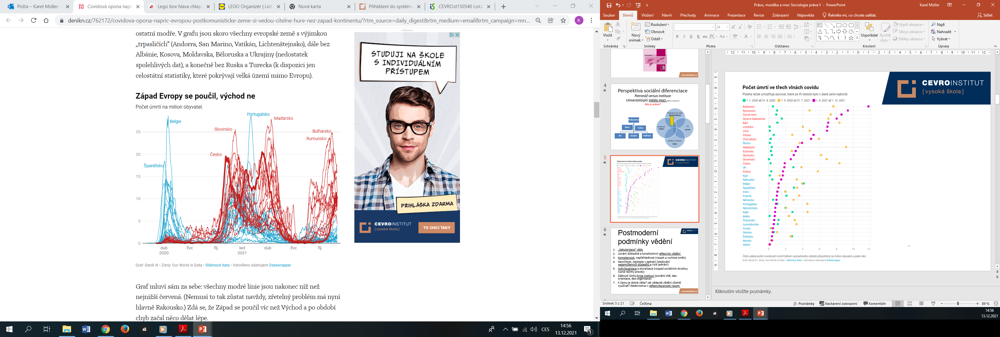 Pošta – Karel Müller –
Covidová opona např
Lego box hlava chlapc
LEGO Organizér | Lidl.
Nová karta
Přihlášení do systému
CEVRO:d150540 Loká
denikn.cz/762172/covidova-opona-napric-evropou-postkomunisticke-zeme-si-vedou-citelne-hure-nez-zapad-kontinentu/?rtm_source=daily_digest&rtm_medium=email&rtm_campaign=mn...
K
ostatní modře. V grafu jsou skoro všechny evropské země s výjimkou
„trpasličích“ (Andorra, San Marino, Vatikán, Lichtenštejnsko), dále bez
Albánie, Kosova, Moldavska, Běloruska a Ukrajiny (nedostatek
spolehlivých dat), a konečně bez Ruska a Turecka (k dispozici jen
celostátní statistiky, které pokrývají velká území mimo Evropu).
Západ Evropy se poučil, východ ne
Počet úmrtí na milion obyvatel.
Belgie
Portugalsko
Maďarsko
Slovinsko
Bulharsko
Rumunsko
Česko
Španělsko
25
20
15
10
5
0
dub
čvc
říj
led
dub
čvc
říj
2020
2021
Graf: Deník N • Zdroj: Our World in Data • Stáhnout data • Vytvořeno nástrojem Datawrapper
Graf mluví sám za sebe: všechny modré linie jsou nakonec níž než
nejnižší červená. (Nemusí to tak zůstat navždy, zřetelný problém má nyní
hlavně Rakousko.) Zdá se, že Západ se poučil víc než Východ a po období
chyb začal něco dělat lépe.
reklama
STUDUJI NA ŠKOLE
S INDIVIDUÁLNÍM
PŘÍSTUPEM
PŘIHLÁŠKA ZDARMA
CEVROINSTITUT
[ vysoká škola ]
TO CHCI TAKY
CES
14:56
13.12.2021
1
Právo, morálka a moc Sociologie práva II - PowerPoint
Karel Müller
Soubor
Domů
Vložení
Návrh
Přechody
Animace
Prezentace
Revize
Zobrazení
Nápověda
Řekněte mi, co chcete udělat.
Sdílet
Vložit
Nový
snímek
Rozložení
Obnovit
Oddíl
24
Uspořádat
Rychlé
styly
Výplň obrazce
Obrys obrazce
Efekty obrazce
Najít
Nahradit
Vybrat
Schránka
Snímky
Písmo
Odstavec
Kreslení
Úpravy
cevroinstitut.cz
4
Perspektiva sociální diferenciace
Patronáž versus instituce
Univerzalizující média moci
Kde je právo?
Klient
Tradice
Dar
Závazek
Podřízení
5
Počet úmrtí ve třech vlnách covidu
CEVROINSTITUT
[ vysoká škola ]
6
Postmoderní
podmínky vědění
1. „Sekularizace“ vědy
2. Uznání důkladné a konstitutivní reflexivity vědění
3. Komplexnost, nepřehlednost (rozsah a rychlost změn)
4. Neurčitost, nejistota v jednání (sledování
nezamýšlených důsledků a rizik jednání)
5. Individualizace a pluralizace (rozpad sociálních struktur,
různé režimy pravdy)
6. Slábnutí úlohy/krize institucí (sociální sítě, des-
orientace, des-organizace)
7. K čemu je dobrá věda? Jak vědecké vědění účelně
využívat? Relativismus x reflexivita/prostý rozum
cevroinstitut.cz
Počet úmrtí ve třech vlnách covidu
Poloha teček umožňuje porovat, které ze tří období bylo v dané zemi nejhorší.
1. 1. 2020 až 31. 8. 2020
1. 9. 2020 až 31. 7. 2021
1. 8. 2021 až 1. 12. 2021
CEVROINSTITUT
[ vysoká škola ]
Bulharsko
Rumunsko
Černá Hora
Severní Makedonie
BaH
Lotyšsko
Litva
Srbsko
Chorvatsko
Řecko
Maďarsko
Estonsko
Slovinsko
Slovensko
Česko
UK
Polsko
Kypr
Rakousko
Belgie
Španělsko
Irsko
Francie
Německo
Portugalsko
Nizozemsko
Itálie
Malta
Švýcarsko
Lucembursko
Finsko
Dánsko
Švédsko
Norsko
Island
0
2
4
6
8
10
12
Číslo udává počet covidových úmrtí během vyznačeného období přepočtený na milion obyvatel a jeden den.
Graf: Deník N • Zdroj: Our World in Data • Stáhnout data • Vytvořeno nástrojem Datawrapper
Kliknutím vložíte poznámky.
Snímek 5 z 21
Čeština
Poznámky
Nastavení zobrazení
Komentáře
89 %
14:56
13.12.2021